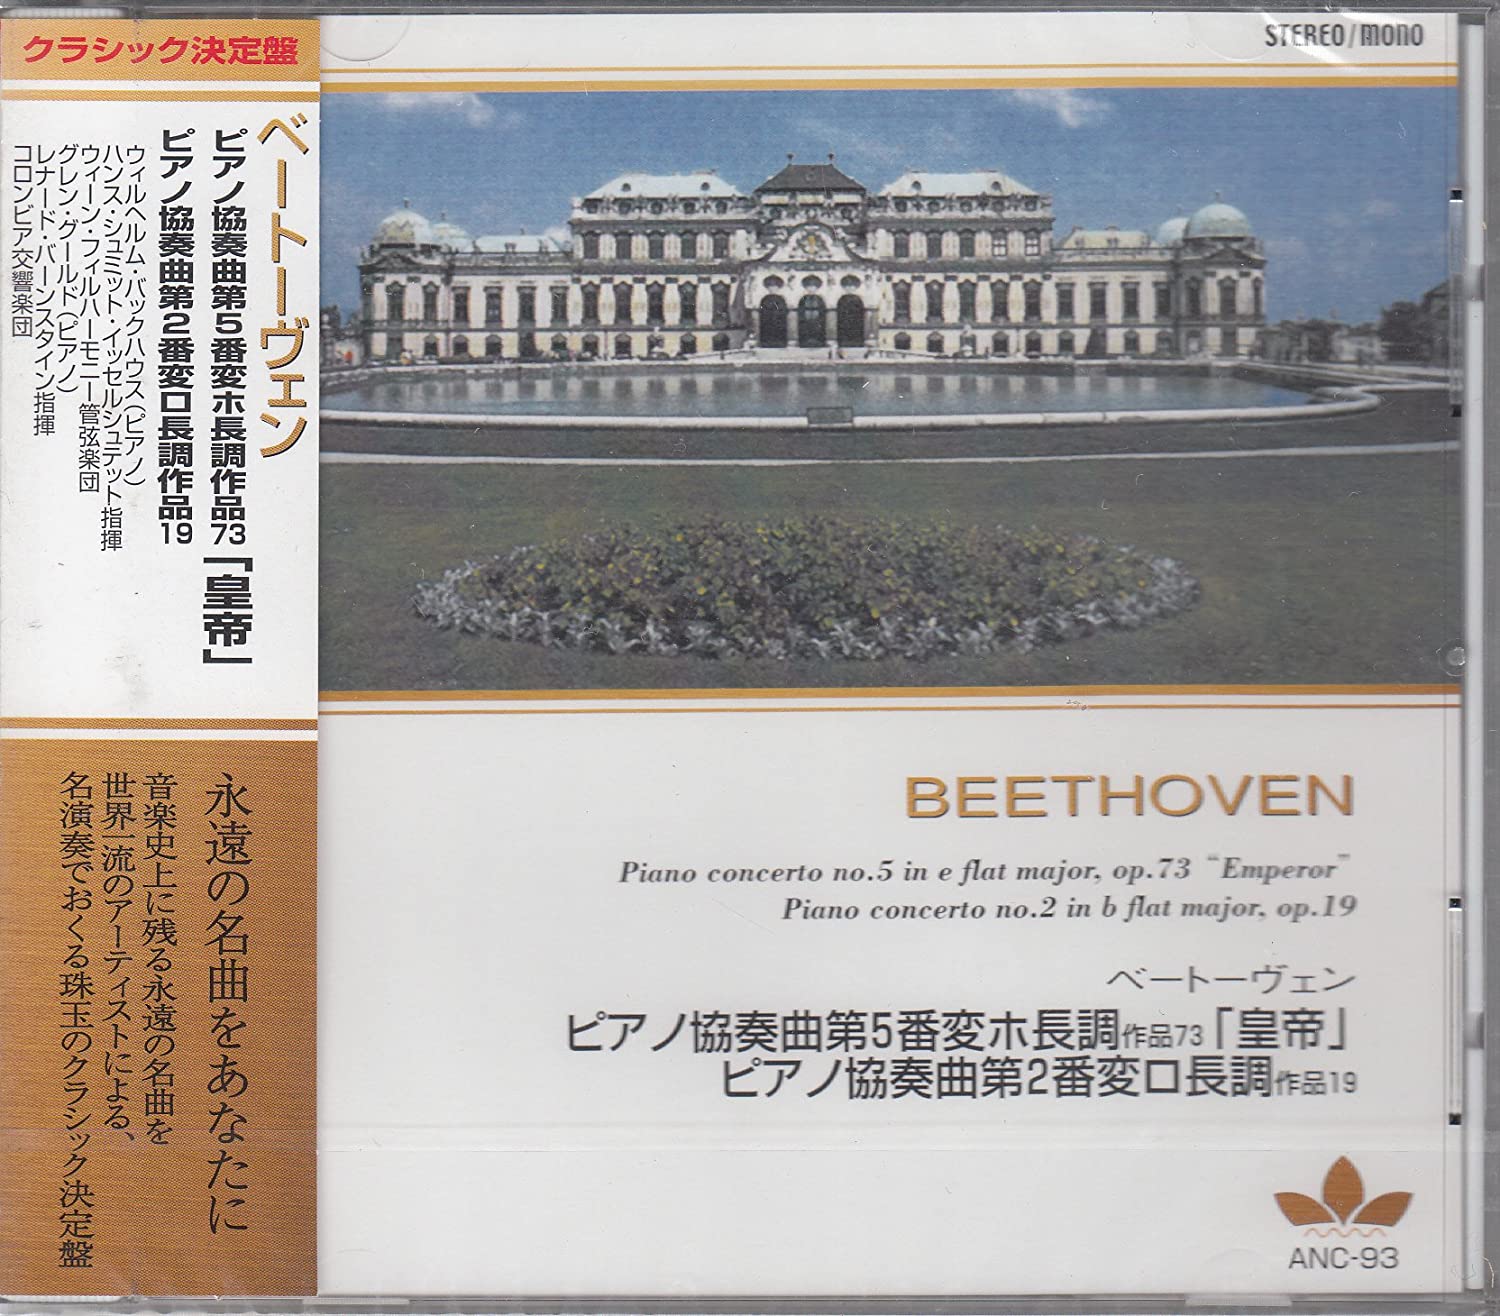 クラシック決定盤
ベートーヴェン
ピアノ協奏曲第5番変ホ長調作品73「皇帝」
ピアノ協奏曲第2番変ロ長調作品19
ウィルヘルム・バックハウス(ピアノ)
ハンス・シュミット・イッセルシュテット指揮
ウィーン・フィルハーモニー管弦楽団
グレン・グールド(ピアノ)
レナード・バーンスタイン指揮
コロンビア交響楽団
永遠の名曲をあなたに
音楽史上に残る永遠の名曲を
世界一流のアーティストによる、
名演奏でおくる珠玉のクラシック決定盤
STEREO/MONO
BEETHOVEN
Piano concerto no.5 in e flat major, op.73 “Emperor”
Piano concerto no.2 in b flat major, op.19
ベートーヴェン
ピアノ協奏曲第5番変ホ長調作品73「皇帝」
ピアノ協奏曲第2番変ロ長調作品19
ANC-93